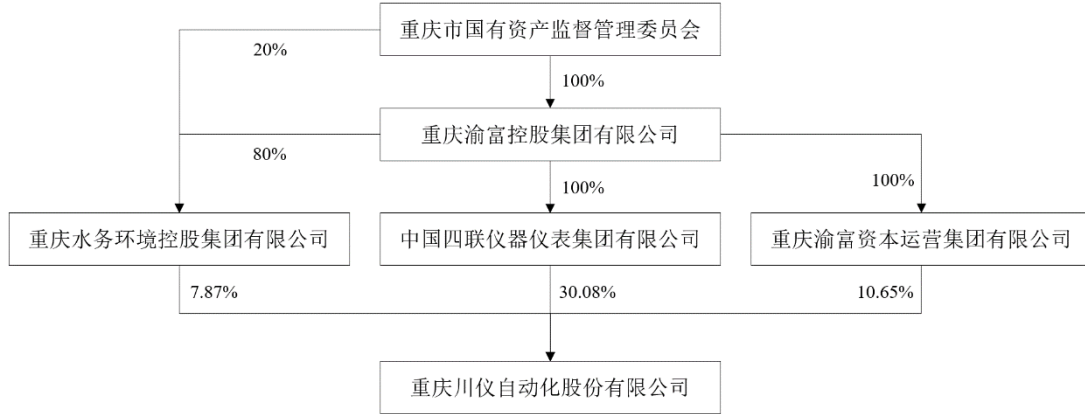 重庆市国有资产监督管理委员会
20%
100%
重庆渝富控股集团有限公司
80%
100%
100%
重庆水务环境控股集团有限公司
中国四联仪器仪表集团有限公司
重庆渝富资本运营集团有限公司
7.87%
30.08%
10.65%
重庆川仪自动化股份有限公司